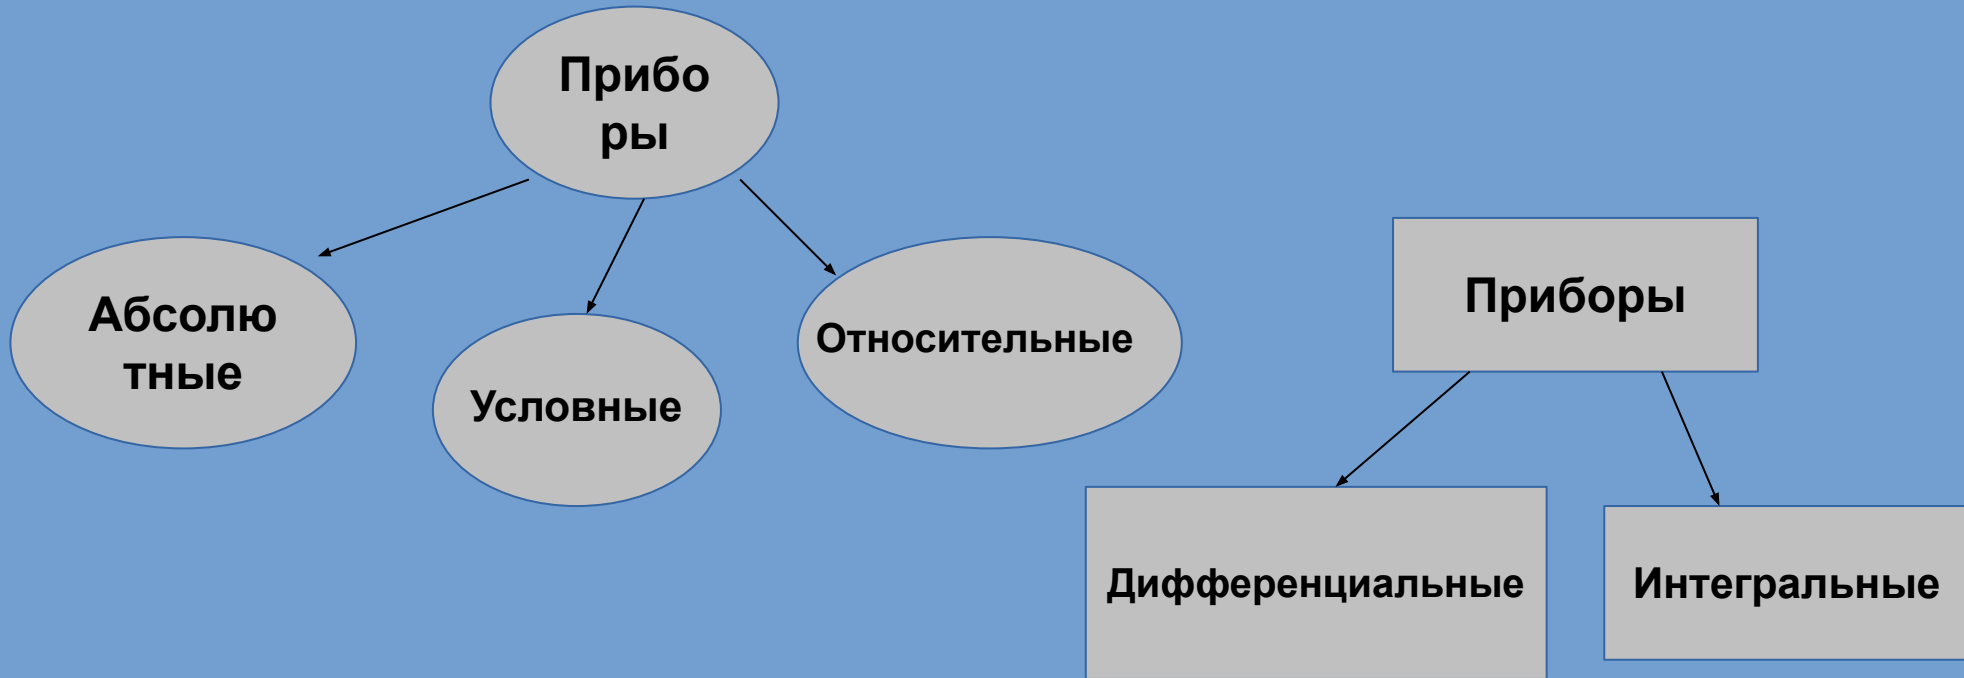 Прибо
ры
Абсолю
тные
Условные
Относительные
Приборы
Дифференциальные
Интегральные